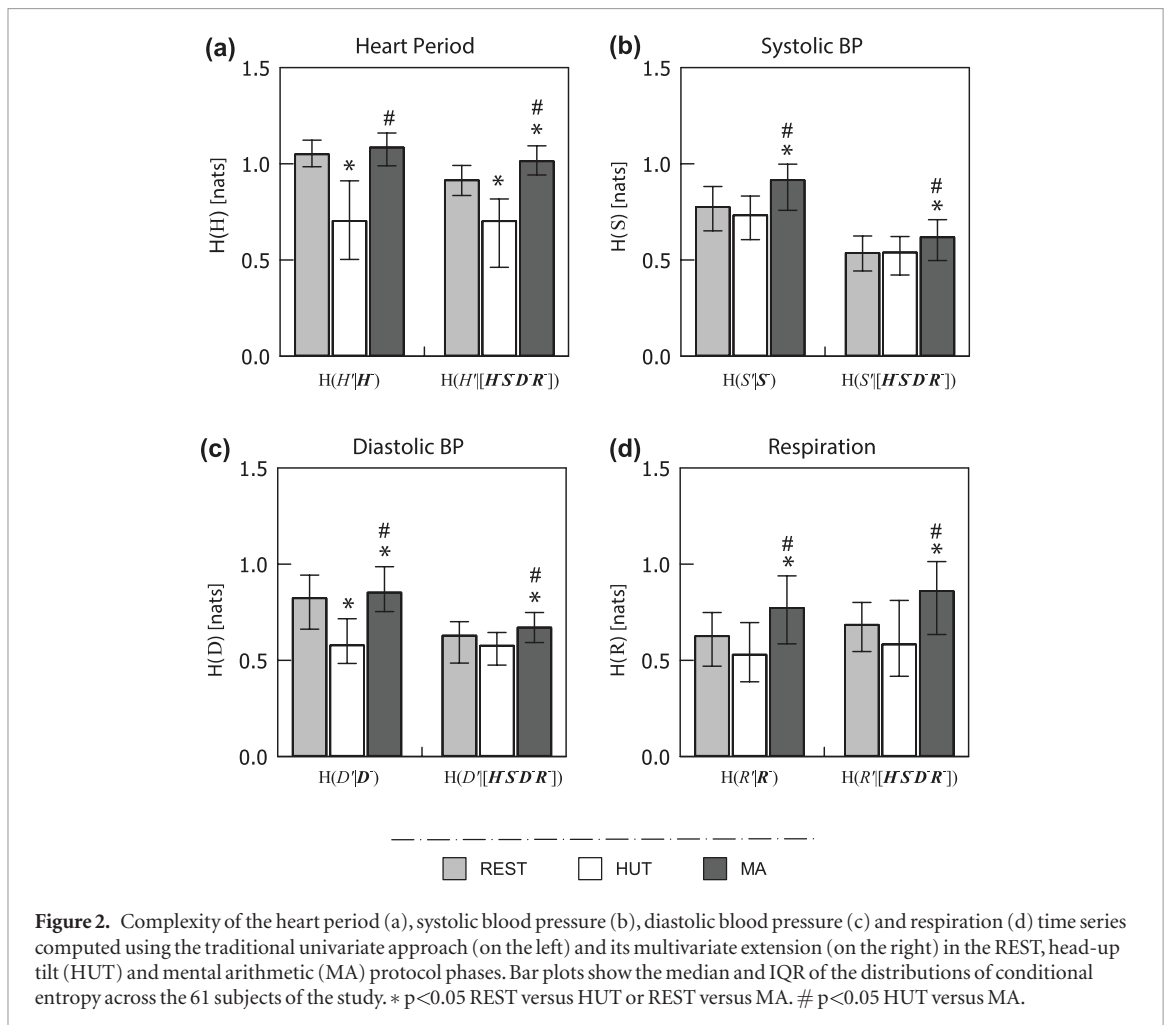 (a) Heart Period
1.5
1.0
0.5
0.0
H(H) [nats]
*
#
*
#
*
H(H'|H⁻) H(H'|[H⁻S⁻D⁻R⁻])
(b) Systolic BP
1.5
1.0
0.5
0.0
H(S) [nats]
#
*
#
*
H(S'|S⁻) H(S'|[H⁻S⁻D⁻R⁻])
(c) Diastolic BP
1.5
1.0
0.5
0.0
H(D) [nats]
*
#
*
#
*
H(D'|D⁻) H(D'|[H⁻S⁻D⁻R⁻])
(d) Respiration
1.5
1.0
0.5
0.0
H(R) [nats]
#
*
#
*
H(R'|R⁻) H(R'|[H⁻S⁻D⁻R⁻])
REST HUT MA
Figure 2. Complexity of the heart period (a), systolic blood pressure (b), diastolic blood pressure (c) and respiration (d) time series
computed using the traditional univariate approach (on the left) and its multivariate extension (on the right) in the REST, head-up
tilt (HUT) and mental arithmetic (MA) protocol phases. Bar plots show the median and IQR of the distributions of conditional
entropy across the 61 subjects of the study. * p<0.05 REST versus HUT or REST versus MA. # p<0.05 HUT versus MA.